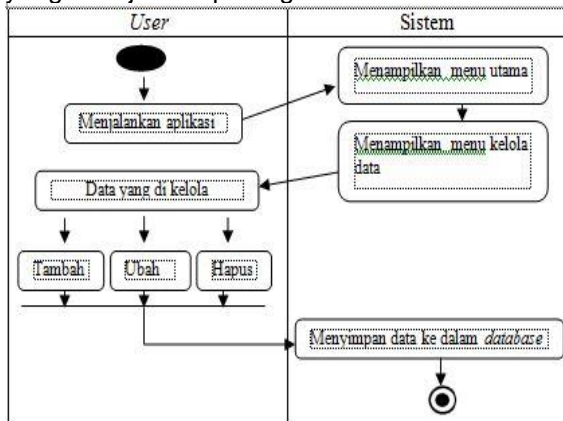 User
Sistem
Menampilkan menu utama
Menjalankan aplikasi
Menampilkan menu kelola
data
Data yang di kelola
Tambah
Ubah
Hapus
Menyimpan data ke dalam database